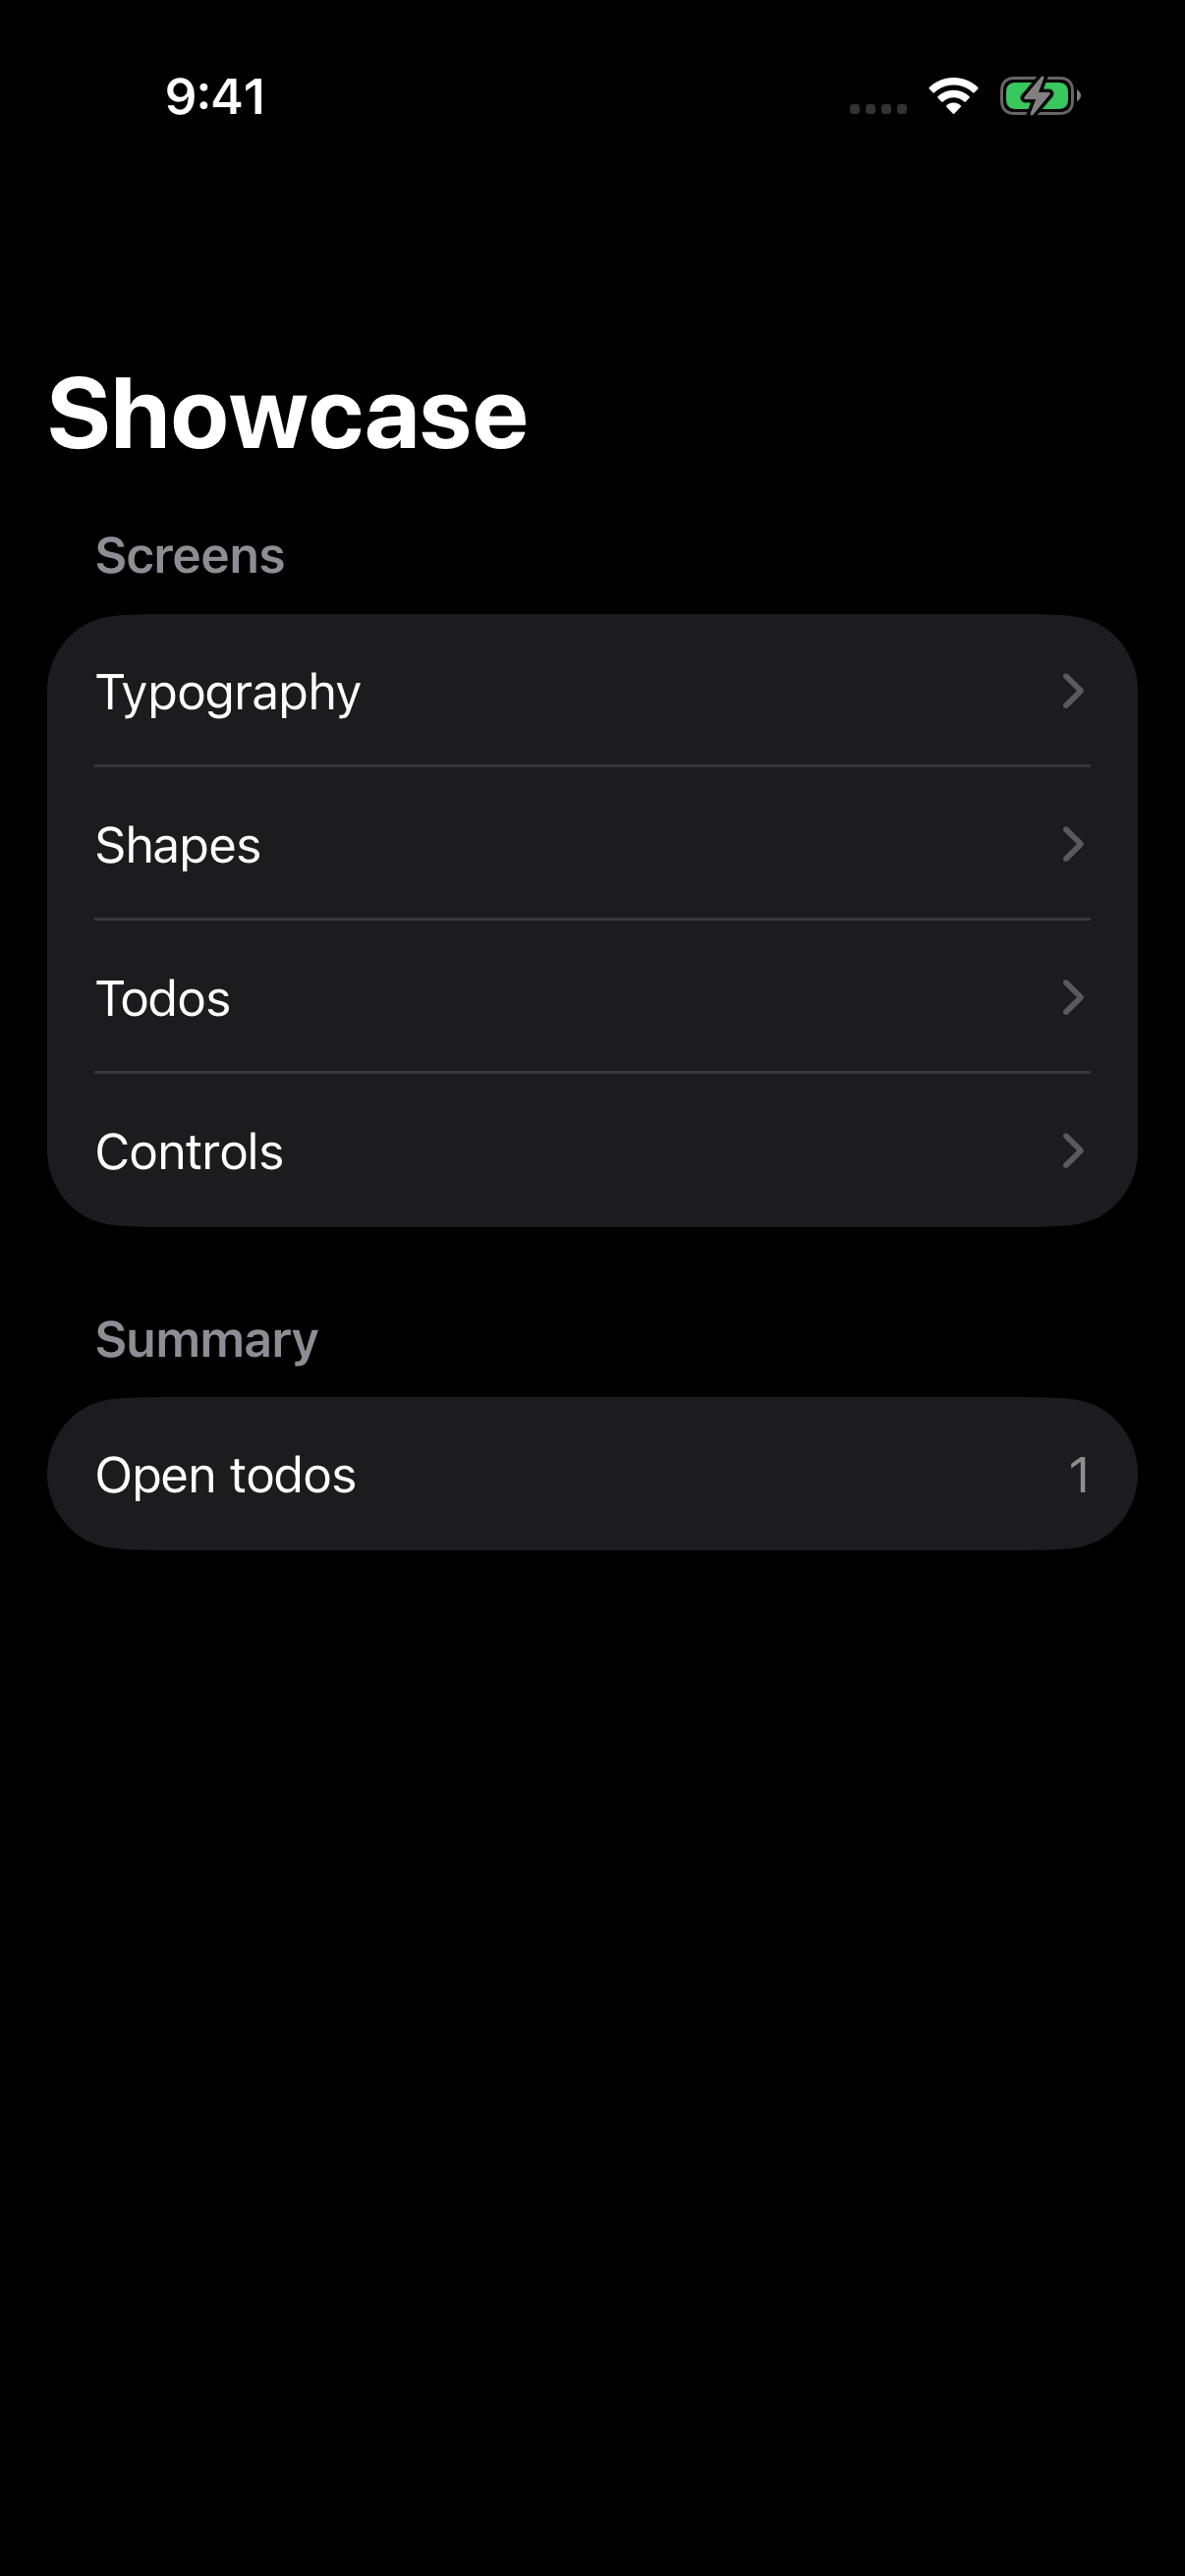 9:41
Showcase
Screens
Typography
Shapes
Todos
Controls
Summary
Open todos 1